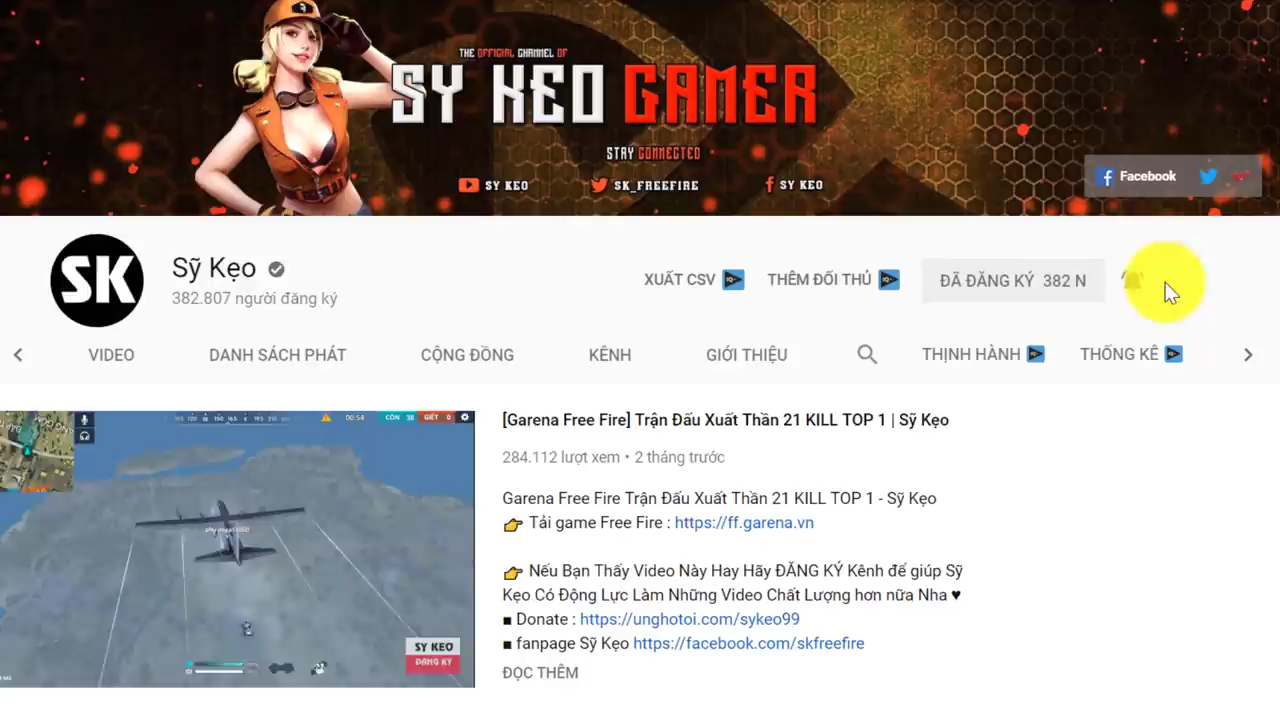 THE OFFICIAL CHANNEL OF
SY KEO GAMER
STAY CONNECTED
SY KEO
SK_FREEFIRE
SY KEO
Facebook
SK
Sỹ Kẹo
382.807 người đăng ký
XUẤT CSV
THÊM ĐỐI THỦ
ĐÃ ĐĂNG KÝ 382 N
VIDEO
DANH SÁCH PHÁT
CỘNG ĐỒNG
KÊNH
GIỚI THIỆU
THỊNH HÀNH
THỐNG KÊ
00:54
CÒN 38
GIẾT 0
SY KEO
ĐĂNG KÝ
[Garena Free Fire] Trận Đấu Xuất Thần 21 KILL TOP 1 | Sỹ Kẹo
284.112 lượt xem • 2 tháng trước
Garena Free Fire Trận Đấu Xuất Thần 21 KILL TOP 1 - Sỹ Kẹo
👉 Tải game Free Fire : https://ff.garena.vn
👉 Nếu Bạn Thấy Video Này Hay Hãy ĐĂNG KÝ Kênh để giúp Sỹ
Kẹo Có Động Lực Làm Những Video Chất Lượng hơn nữa Nha ♥
■ Donate : https://unghotoi.com/sykeo99
■ fanpage Sỹ Kẹo https://facebook.com/skfreefire
ĐỌC THÊM